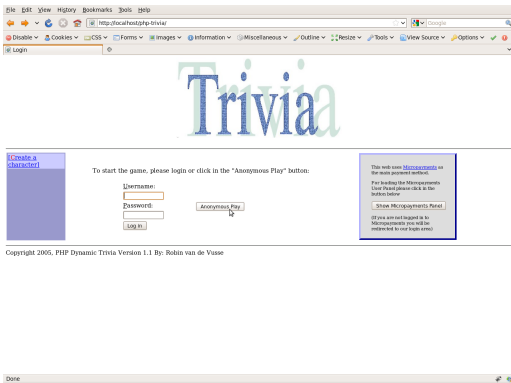 File Edit View History Bookmarks Tools Help
http://localhost/php-trivia/
Google
Disable Cookies CSS Forms Images Information Miscellaneous Outline Resize Tools View Source Options
Login
Trivia
[Create a
character]
To start the game, please login or click in the "Anonymous Play" button:
Username:
Password:
Log In
Anonymous Play
This web uses Micropayments as
the main payment method.
For loading the Micropayments
User Panel please click in the
button below
Show Micropayments Panel
(If you are not logged in to
Micropayments you will be
redirected to our login area)
Copyright 2005, PHP Dynamic Trivia Version 1.1 By: Robin van de Vusse
Done